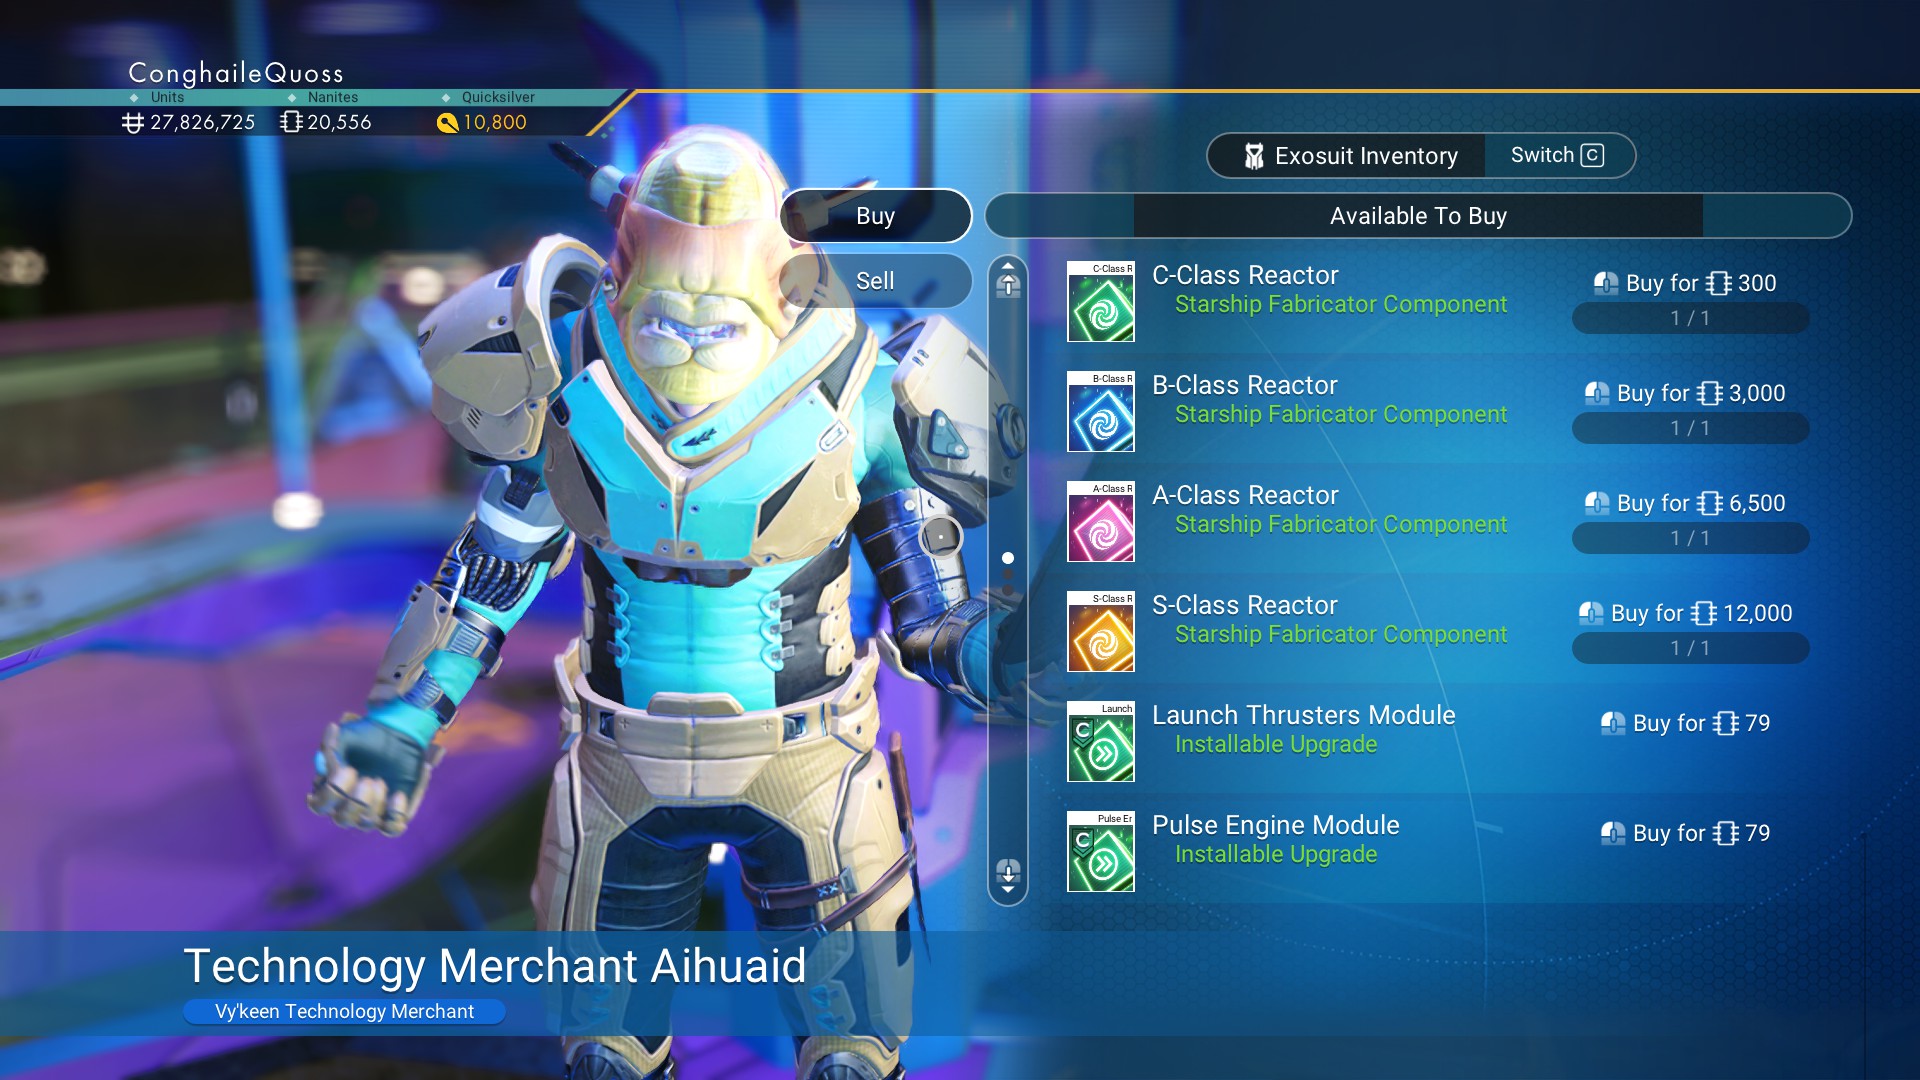 ConghaileQuoss
Units Nanites Quicksilver
27,826,725 20,556 10,800
Exosuit Inventory Switch C
Buy
Sell
Available To Buy
C-Class R
C-Class Reactor
Starship Fabricator Component
Buy for 300
1 / 1
B-Class R
B-Class Reactor
Starship Fabricator Component
Buy for 3,000
1 / 1
A-Class R
A-Class Reactor
Starship Fabricator Component
Buy for 6,500
1 / 1
S-Class R
S-Class Reactor
Starship Fabricator Component
Buy for 12,000
1 / 1
Launch
C
Launch Thrusters Module
Installable Upgrade
Buy for 79
Pulse Er
C
Pulse Engine Module
Installable Upgrade
Buy for 79
Technology Merchant Aihuaid
Vy'keen Technology Merchant